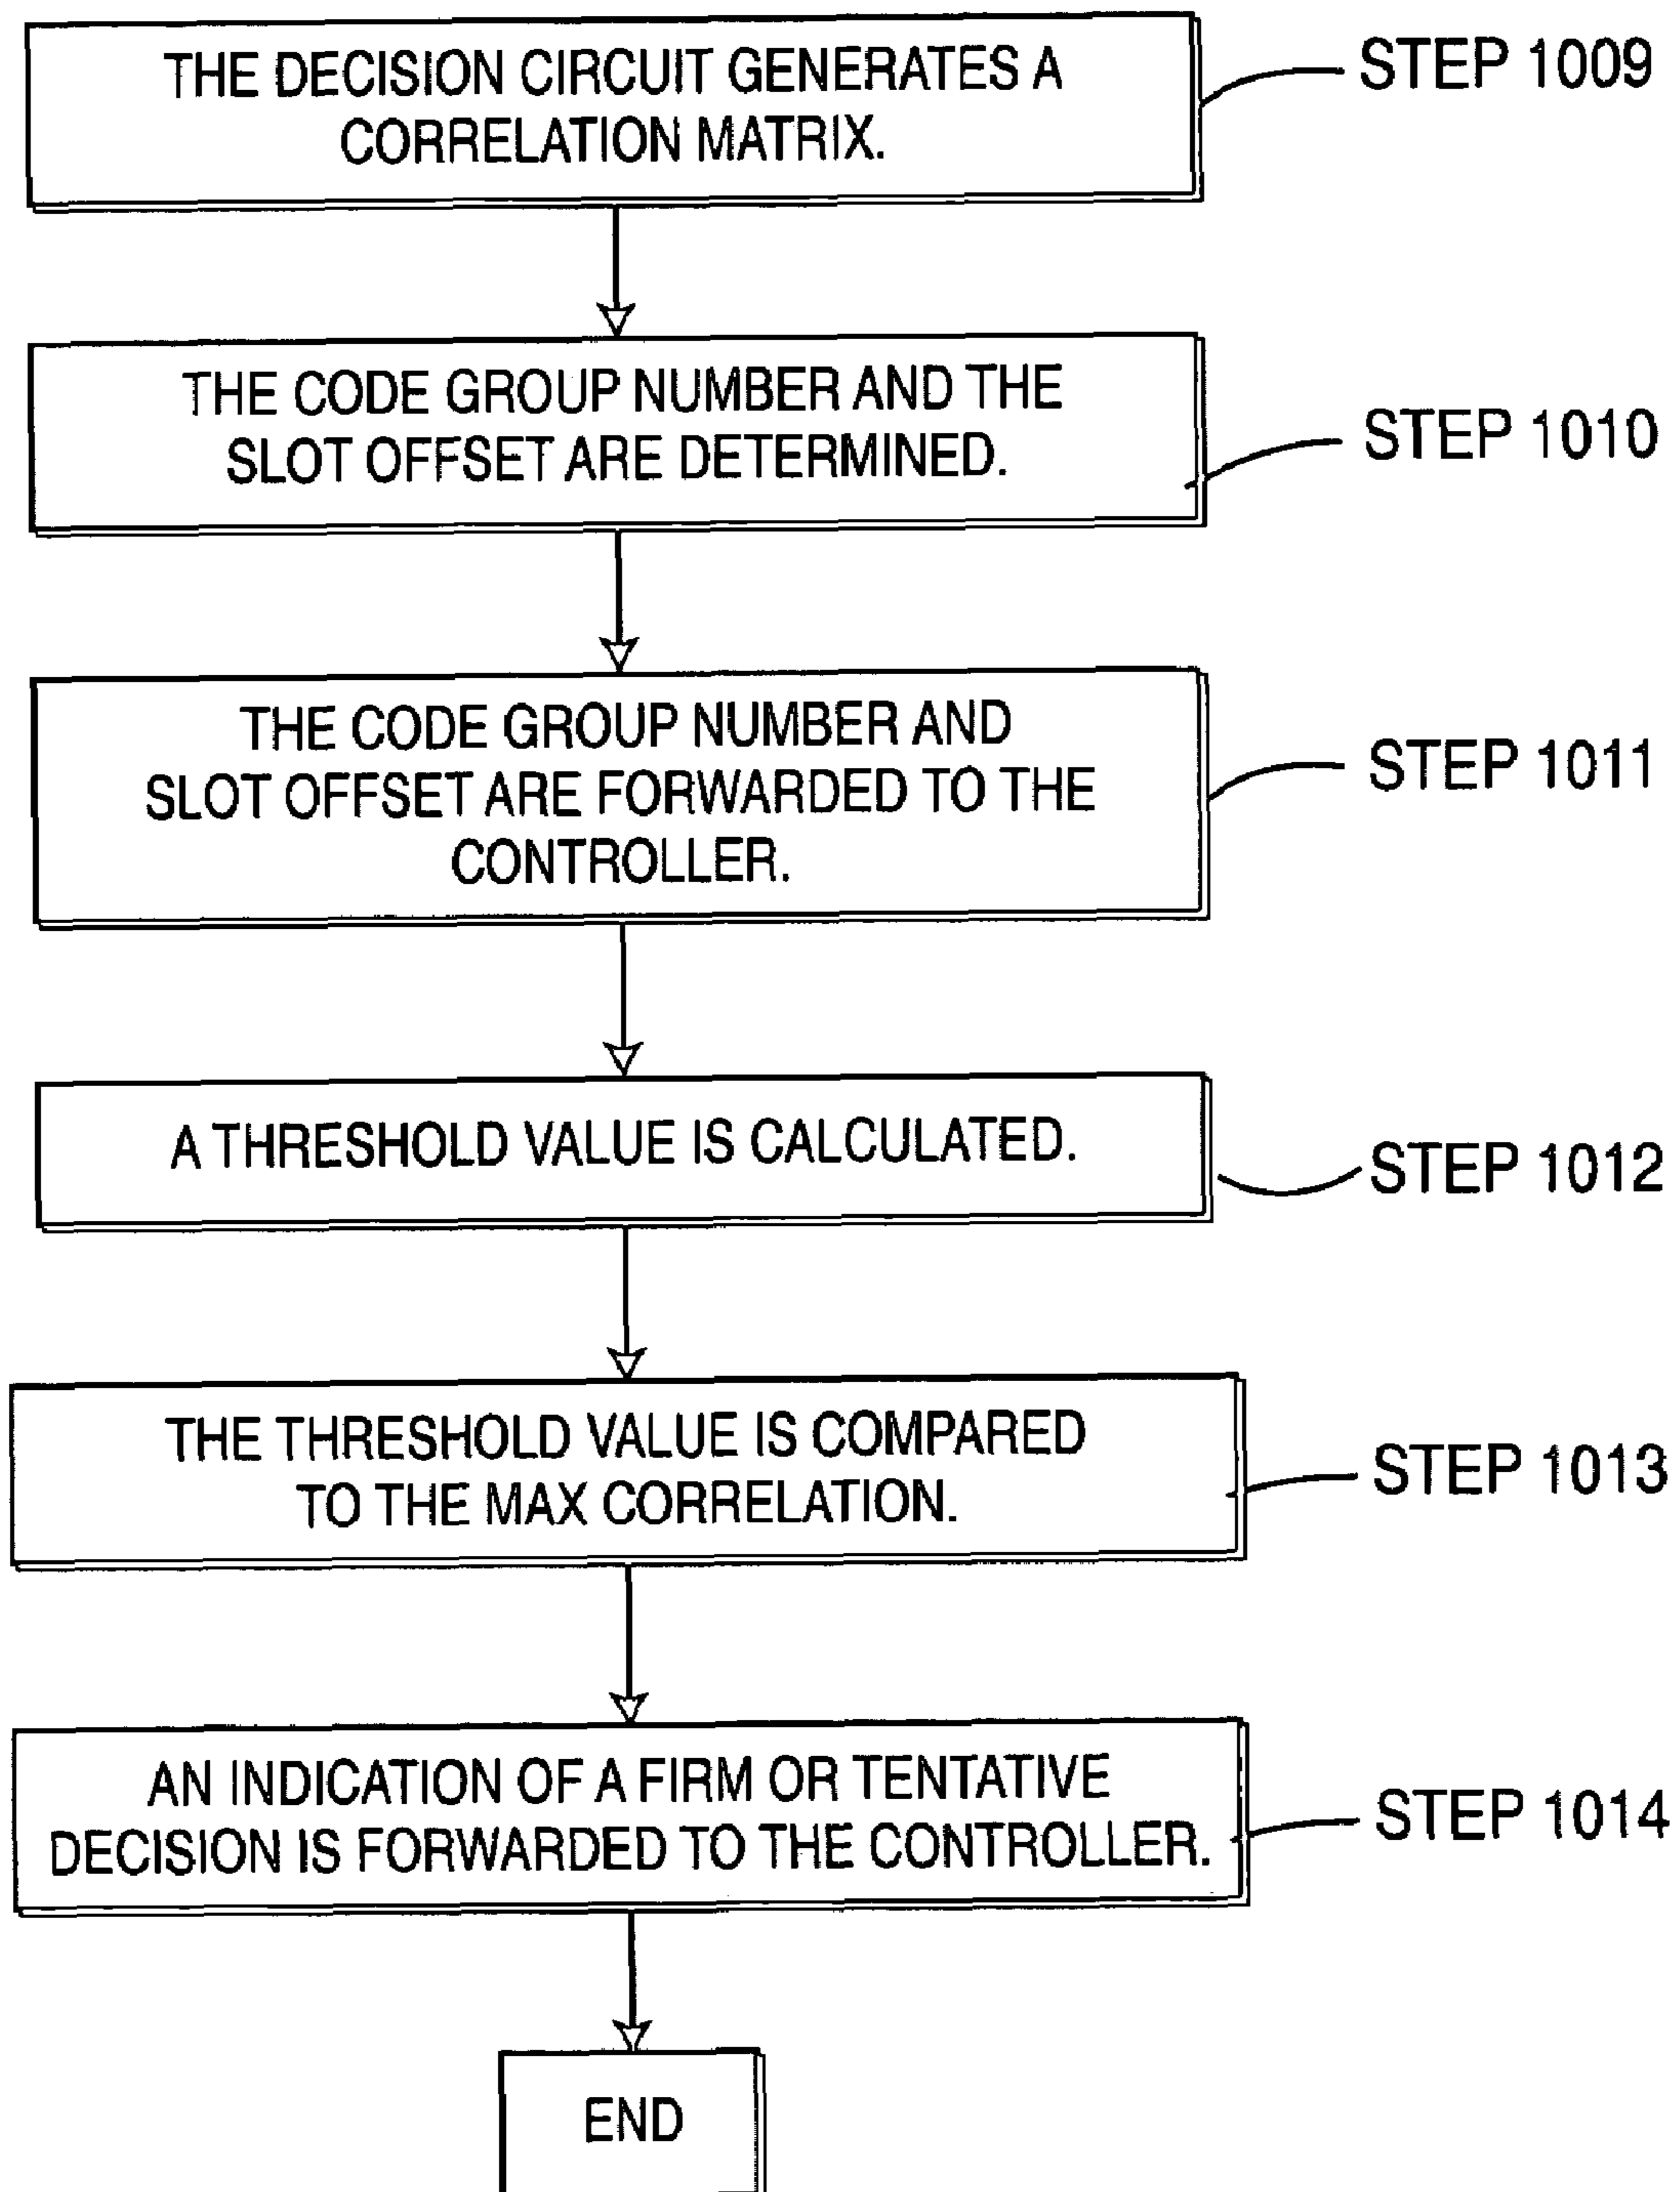 THE DECISION CIRCUIT GENERATES A
CORRELATION MATRIX.
STEP 1009
THE CODE GROUP NUMBER AND THE
SLOT OFFSET ARE DETERMINED.
STEP 1010
THE CODE GROUP NUMBER AND
SLOT OFFSET ARE FORWARDED TO THE
CONTROLLER.
STEP 1011
A THRESHOLD VALUE IS CALCULATED.
STEP 1012
THE THRESHOLD VALUE IS COMPARED
TO THE MAX CORRELATION.
STEP 1013
AN INDICATION OF A FIRM OR TENTATIVE
DECISION IS FORWARDED TO THE CONTROLLER.
STEP 1014
END